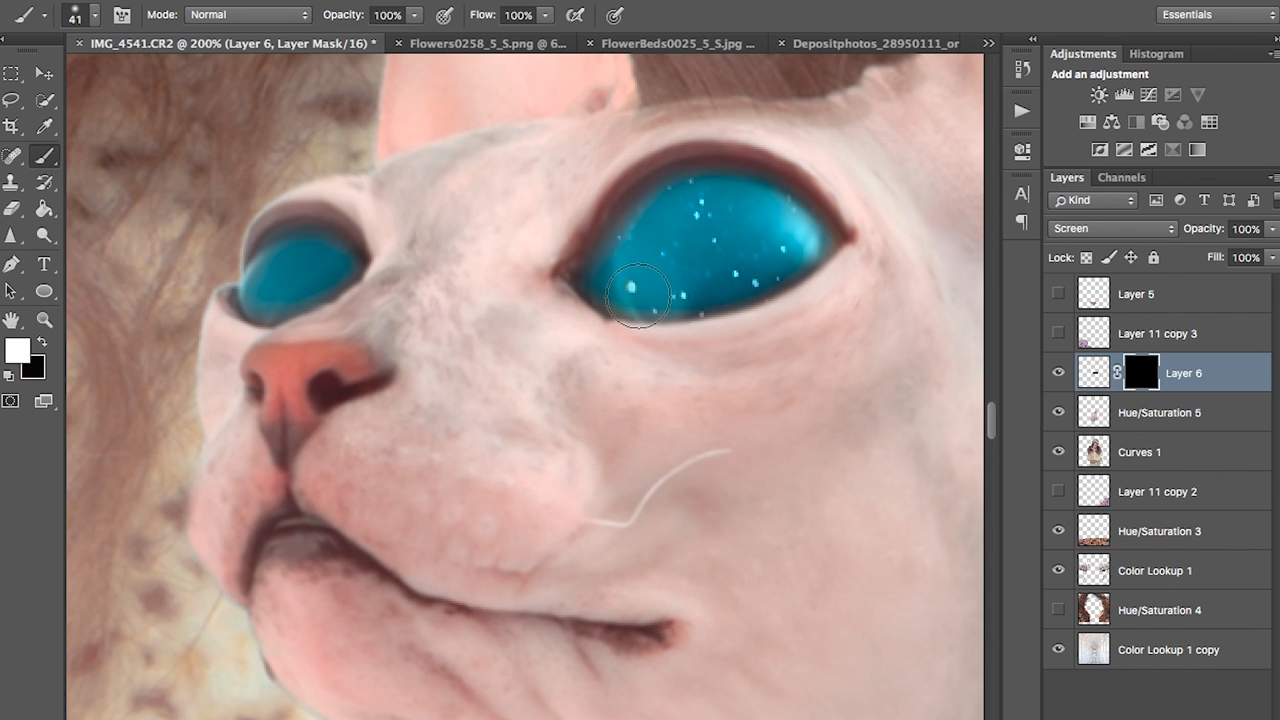 41 Mode: Normal Opacity: 100% Flow: 100% Essentials
× IMG_4541.CR2 @ 200% (Layer 6, Layer Mask/16) * × Flowers0258_5_S.png @ 6... × FlowerBeds0025_5_S.jpg ... × Depositphotos_28950111_or
Adjustments Histogram
Add an adjustment
Layers Channels
Kind
Screen Opacity: 100%
Lock: Fill: 100%
Layer 5
Layer 11 copy 3
Layer 6
Hue/Saturation 5
Curves 1
Layer 11 copy 2
Hue/Saturation 3
Color Lookup 1
Hue/Saturation 4
Color Lookup 1 copy